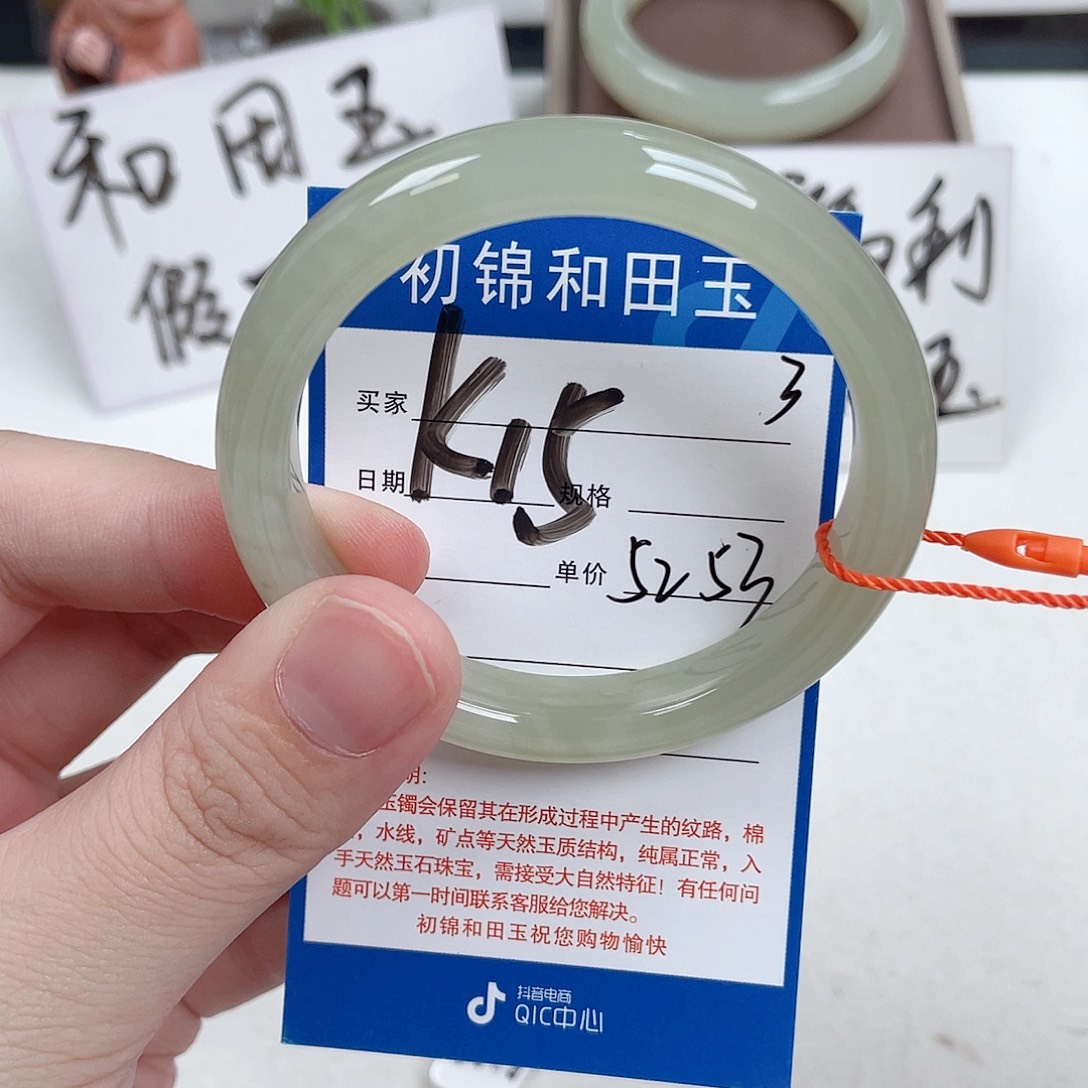 和田玉
假
利
玉
初锦和田玉
3
买家
K15
日期 规格
单价 5253
明:
玉镯会保留其在形成过程中产生的纹路，棉
，水线，矿点等天然玉质结构，纯属正常，入
手天然玉石珠宝，需接受大自然特征！有任何问
题可以第一时间联系客服给您解决。
初锦和田玉祝您购物愉快
抖音电商
QIC中心